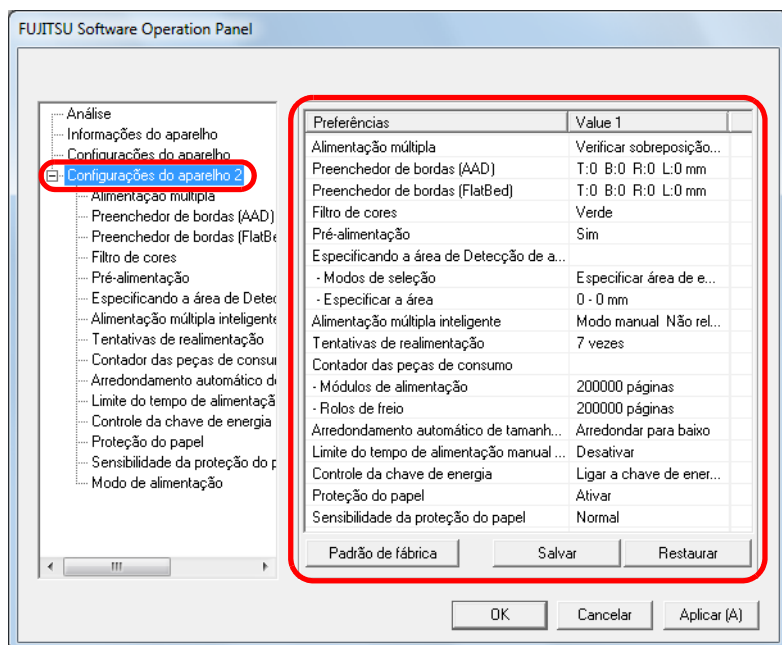 FUJITSU Software Operation Panel
Análise
Informações do aparelho
Configurações do aparelho
Configurações do aparelho 2
Alimentação múltipla
Preenchedor de bordas (AAD)
Preenchedor de bordas (FlatBe
Filtro de cores
Pré-alimentação
Especificando a área de Detec
Alimentação múltipla inteligente
Tentativas de realimentação
Contador das peças de consu
Arredondamento automático d
Limite do tempo de alimentaçã
Controle da chave de energia
Proteção do papel
Sensibilidade da proteção do p
Modo de alimentação
Preferências Value 1
Alimentação múltipla Verificar sobreposição...
Preenchedor de bordas (AAD) T:0 B:0 R:0 L:0 mm
Preenchedor de bordas (FlatBed) T:0 B:0 R:0 L:0 mm
Filtro de cores Verde
Pré-alimentação Sim
Especificando a área de Detecção de a...
- Modos de seleção Especificar área de e...
- Especificar a área 0 - 0 mm
Alimentação múltipla inteligente Modo manual Não rel...
Tentativas de realimentação 7 vezes
Contador das peças de consumo
- Módulos de alimentação 200000 páginas
- Rolos de freio 200000 páginas
Arredondamento automático de tamanh... Arredondar para baixo
Limite do tempo de alimentação manual ... Desativar
Controle da chave de energia Ligar a chave de ener...
Proteção do papel Ativar
Sensibilidade da proteção do papel Normal
Padrão de fábrica Salvar Restaurar
OK Cancelar Aplicar (A)